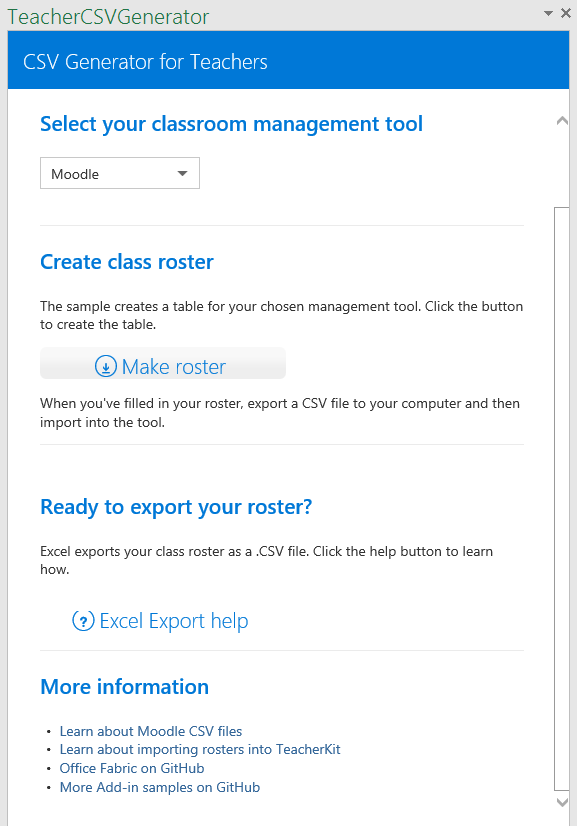 TeacherCSVGenerator
CSV Generator for Teachers
Select your classroom management tool
Moodle
Create class roster
The sample creates a table for your chosen management tool. Click the button
to create the table.
Make roster
When you've filled in your roster, export a CSV file to your computer and then
import into the tool.
Ready to export your roster?
Excel exports your class roster as a .CSV file. Click the help button to learn
how.
? Excel Export help
More information
• Learn about Moodle CSV files
• Learn about importing rosters into TeacherKit
• Office Fabric on GitHub
• More Add-in samples on GitHub